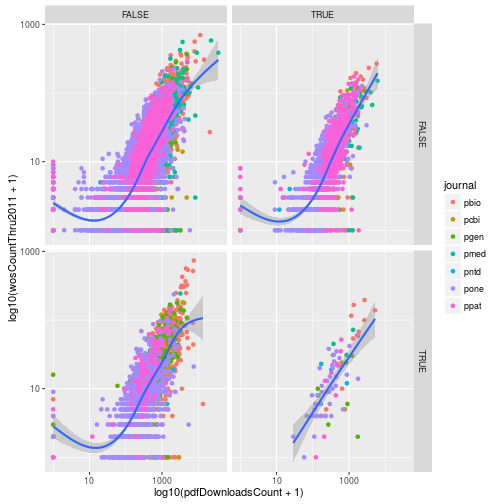 FALSE
TRUE
1000
10
FALSE
1000
10
TRUE
10
1000
10
1000
log10(pdfDownloadsCount + 1)
log10(wosCountThru2011 + 1)
journal
pbio
pcbi
pgen
pmed
pntd
pone
ppat